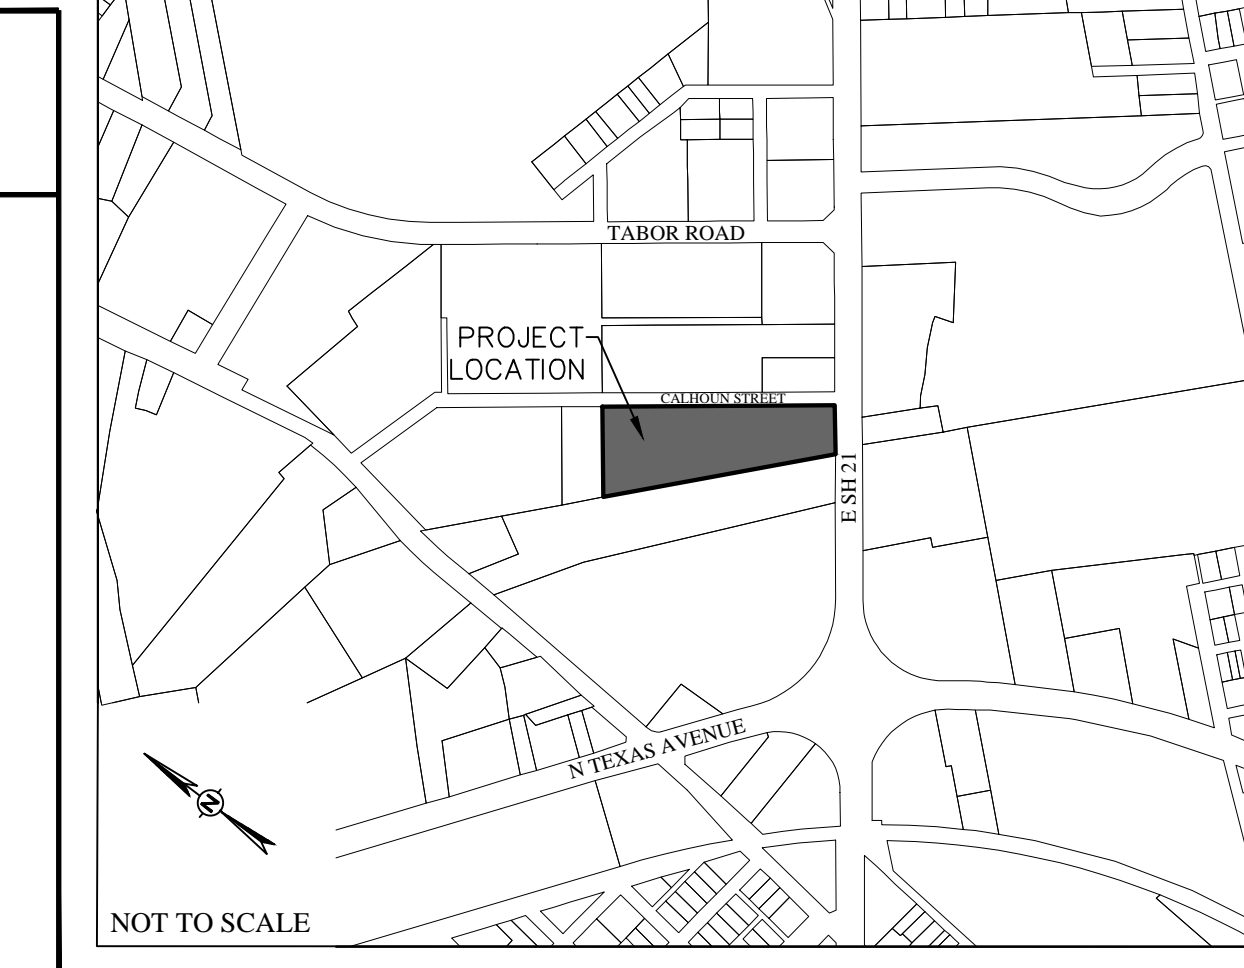 TABOR ROAD
PROJECT
LOCATION
CALHOUN STREET
E SH 21
N TEXAS AVENUE
N
NOT TO SCALE